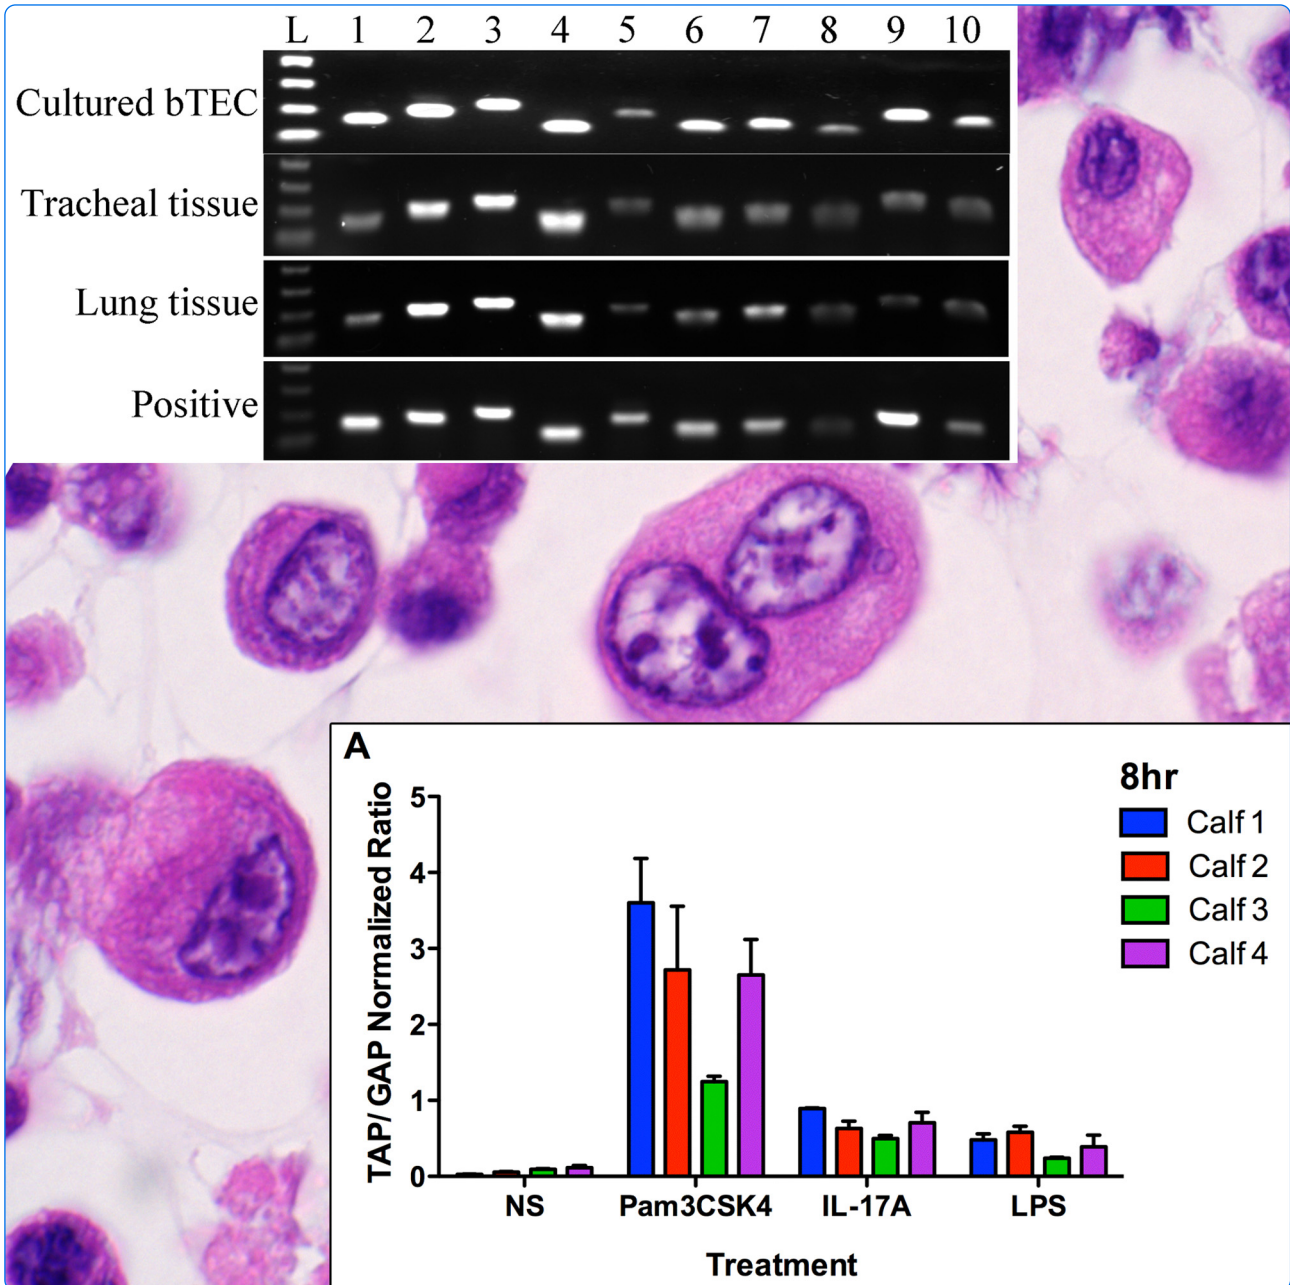 L 1 2 3 4 5 6 7 8 9 10
Cultured bTEC
Tracheal tissue
Lung tissue
Positive
A
8hr
Calf 1
Calf 2
Calf 3
Calf 4
TAP/ GAP Normalized Ratio
5
4
3
2
1
0
NS Pam3CSK4 IL-17A LPS
Treatment